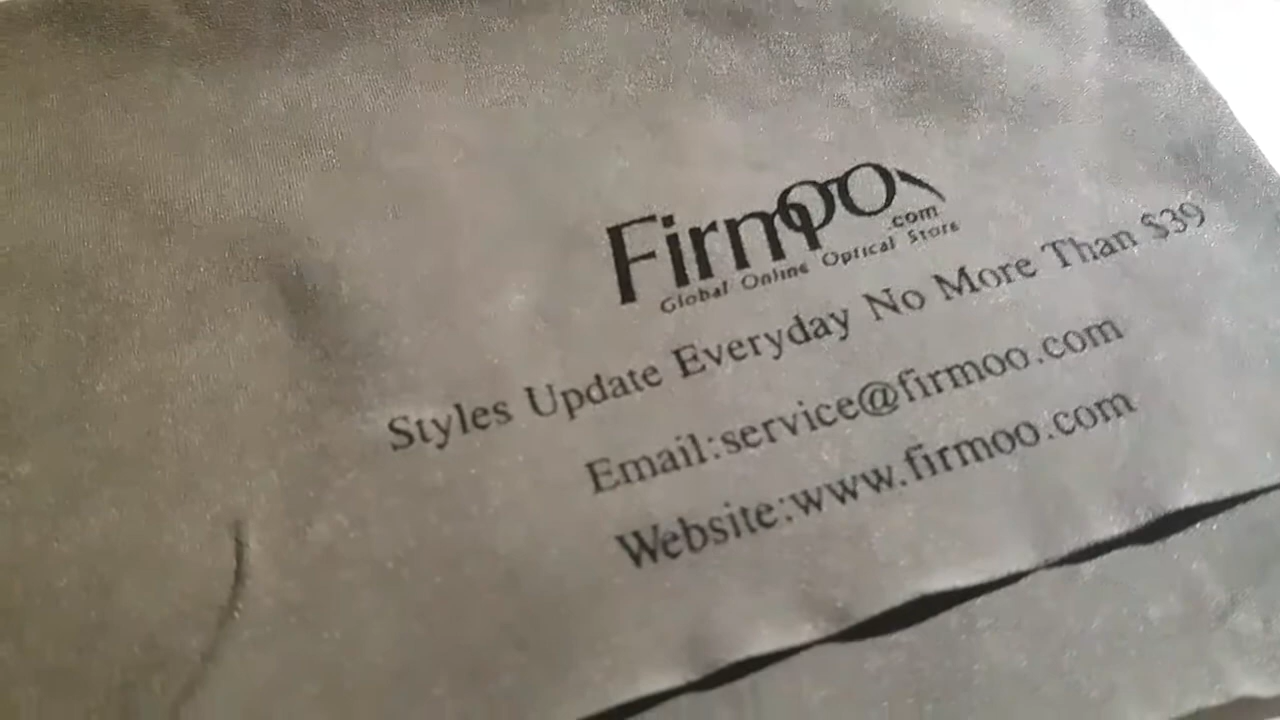 Firmoo
.com
Global Online Optical Store
Styles Update Everyday No More Than $39
Email:service@firmoo.com
Website:www.firmoo.com